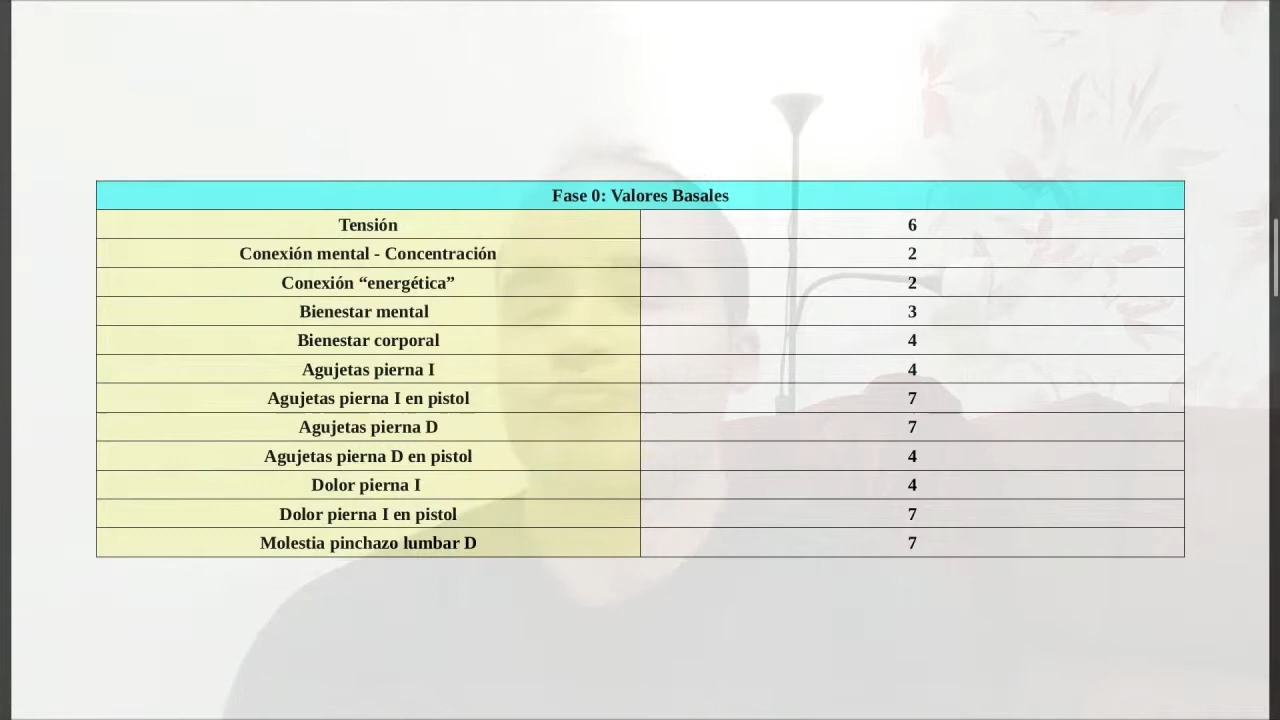 Fase 0: Valores Basales
Tensión 6
Conexión mental - Concentración 2
Conexión “energética” 2
Bienestar mental 3
Bienestar corporal 4
Agujetas pierna I 4
Agujetas pierna I en pistol 7
Agujetas pierna D 7
Agujetas pierna D en pistol 4
Dolor pierna I 4
Dolor pierna I en pistol 7
Molestia pinchazo lumbar D 7